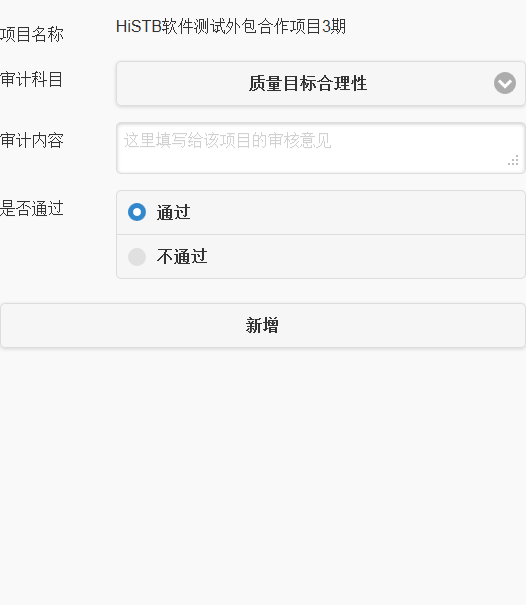 项目名称 HiSTB软件测试外包合作项目3期
审计科目 质量目标合理性
审计内容 这里填写给该项目的审核意见
是否通过 通过
不通过
新增